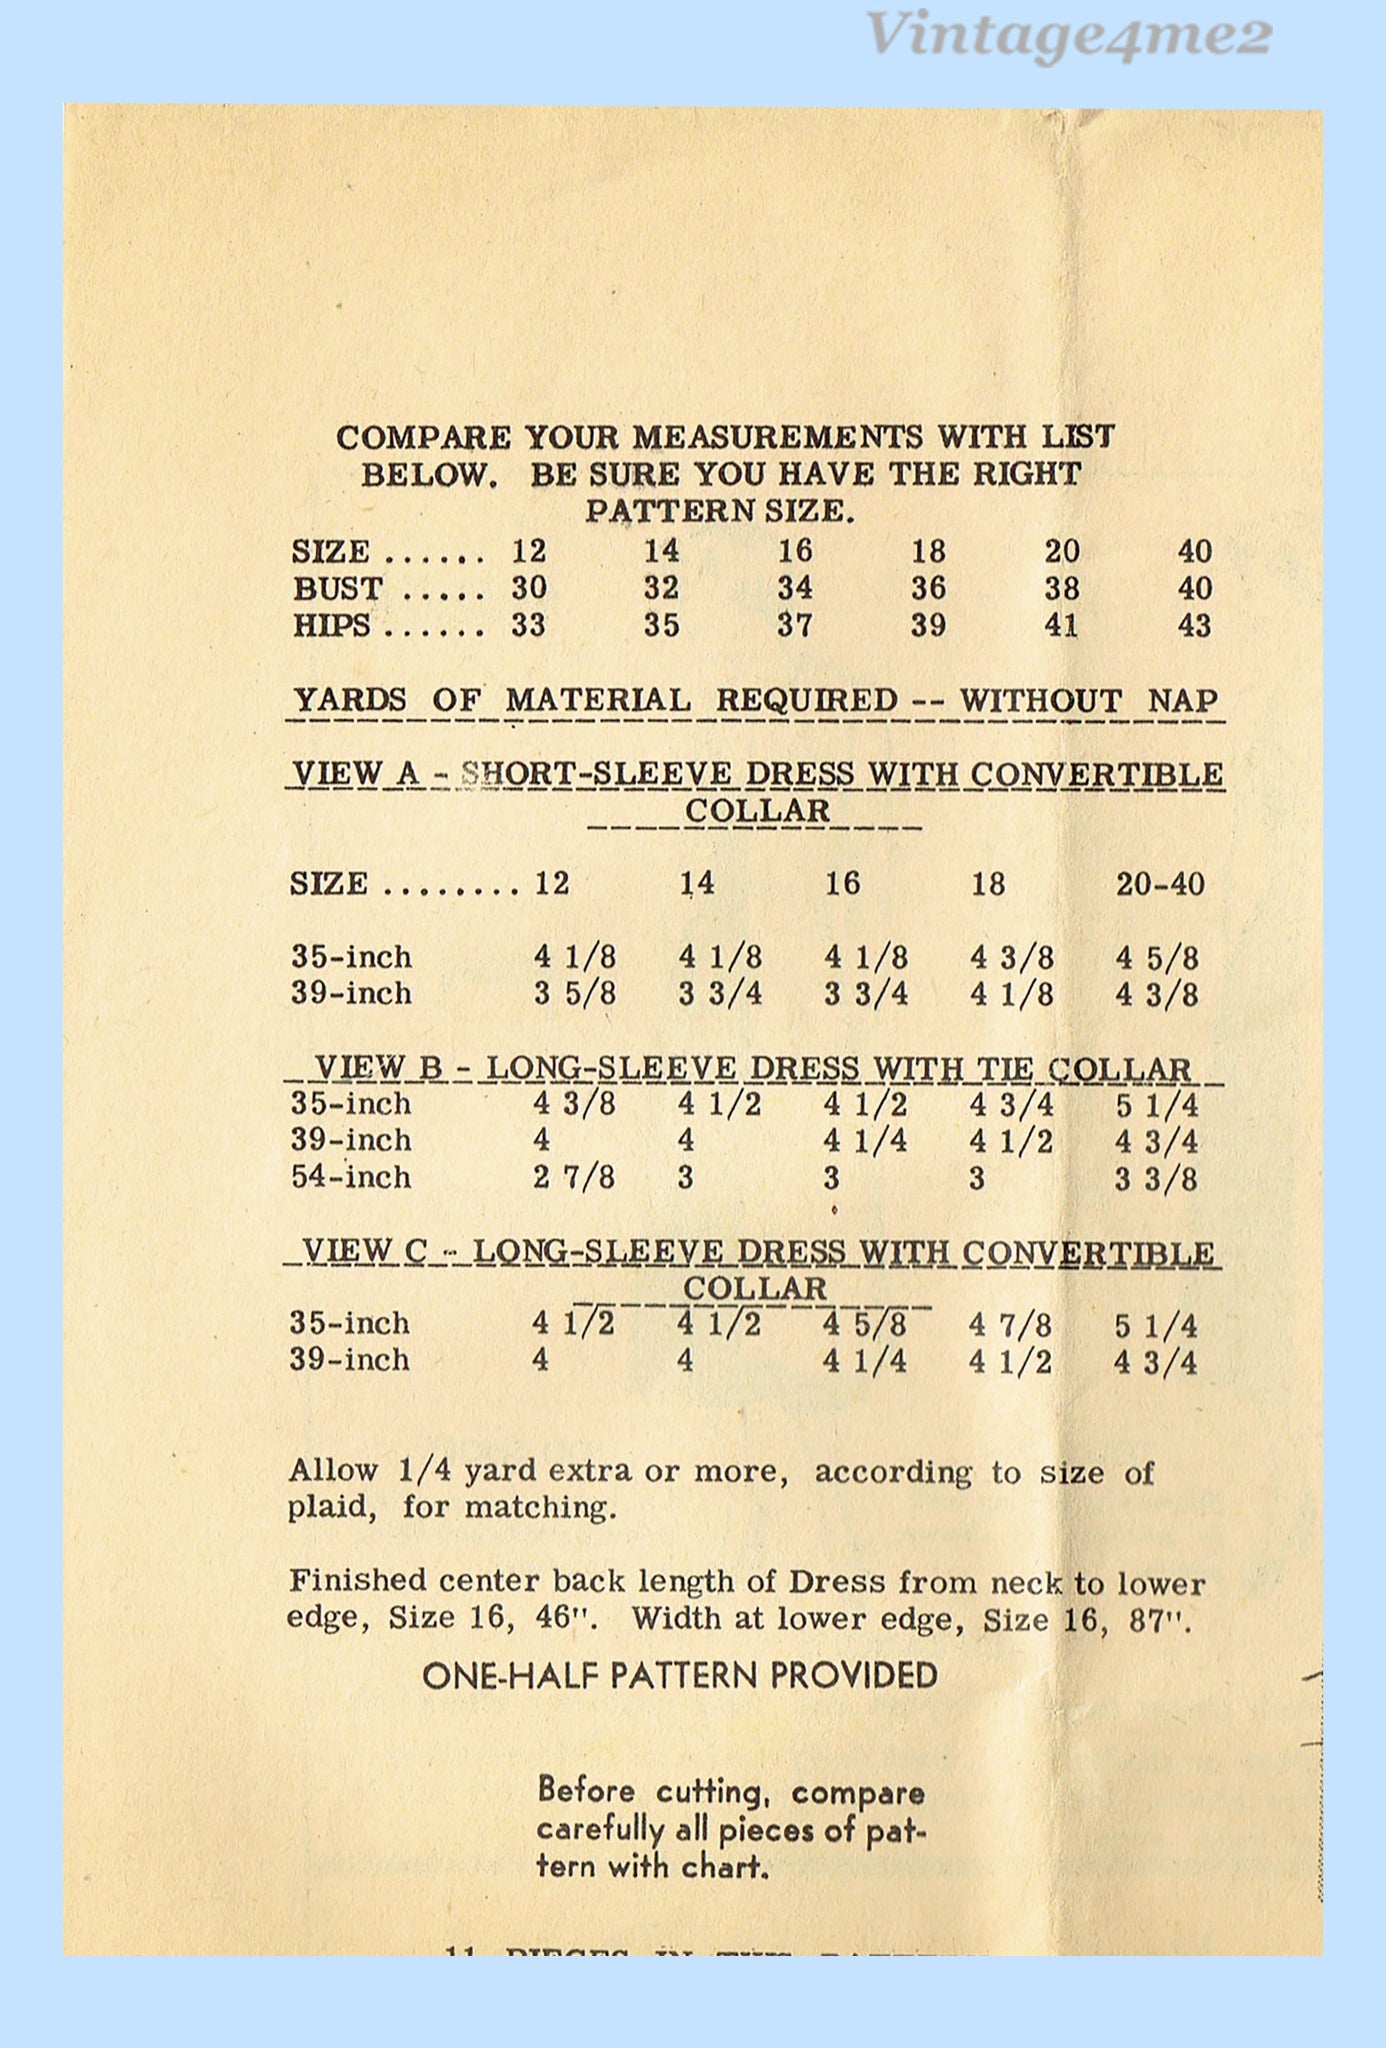 Vintage4me2
COMPARE YOUR MEASUREMENTS WITH LIST
BELOW. BE SURE YOU HAVE THE RIGHT
PATTERN SIZE.
SIZE ...... 12 14 16 18 20 40
BUST ..... 30 32 34 36 38 40
HIPS ...... 33 35 37 39 41 43
YARDS OF MATERIAL REQUIRED -- WITHOUT NAP
VIEW A - SHORT-SLEEVE DRESS WITH CONVERTIBLE
COLLAR
SIZE ........ 12 14 16 18 20-40
35-inch 4 1/8 4 1/8 4 1/8 4 3/8 4 5/8
39-inch 3 5/8 3 3/4 3 3/4 4 1/8 4 3/8
VIEW B - LONG-SLEEVE DRESS WITH TIE COLLAR
35-inch 4 3/8 4 1/2 4 1/2 4 3/4 5 1/4
39-inch 4 4 4 1/4 4 1/2 4 3/4
54-inch 2 7/8 3 3 3 3 3/8
VIEW C - LONG-SLEEVE DRESS WITH CONVERTIBLE
COLLAR
35-inch 4 1/2 4 1/2 4 5/8 4 7/8 5 1/4
39-inch 4 4 4 1/4 4 1/2 4 3/4
Allow 1/4 yard extra or more, according to size of
plaid, for matching.
Finished center back length of Dress from neck to lower
edge, Size 16, 46". Width at lower edge, Size 16, 87".
ONE-HALF PATTERN PROVIDED
Before cutting, compare
carefully all pieces of pat-
tern with chart.
11 PIECES IN THIS PATTERN